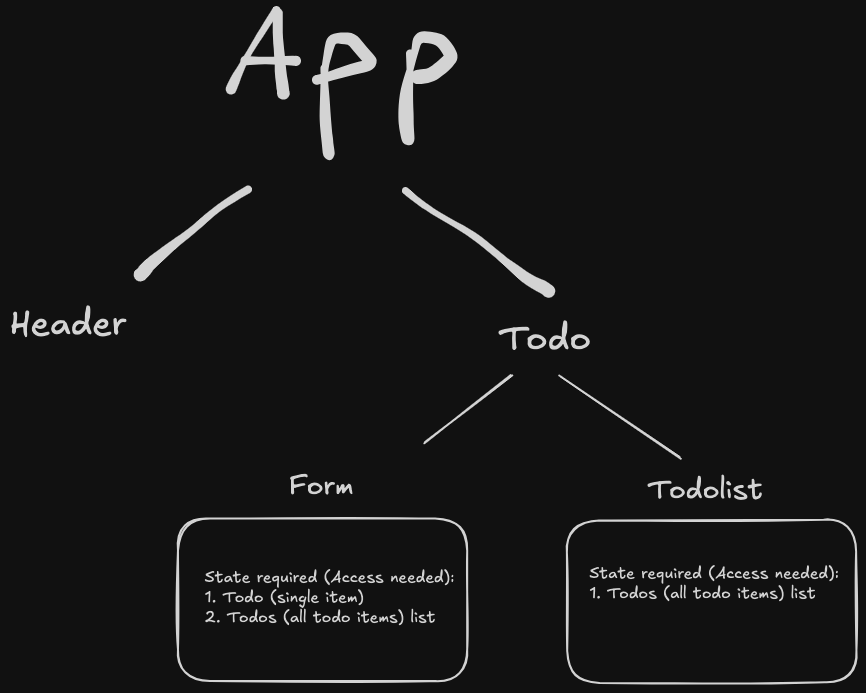 App
Header
Todo
Form
Todolist
State required (Access needed):
1. Todo (single item)
2. Todos (all todo items) list
State required (Access needed):
1. Todos (all todo items) list